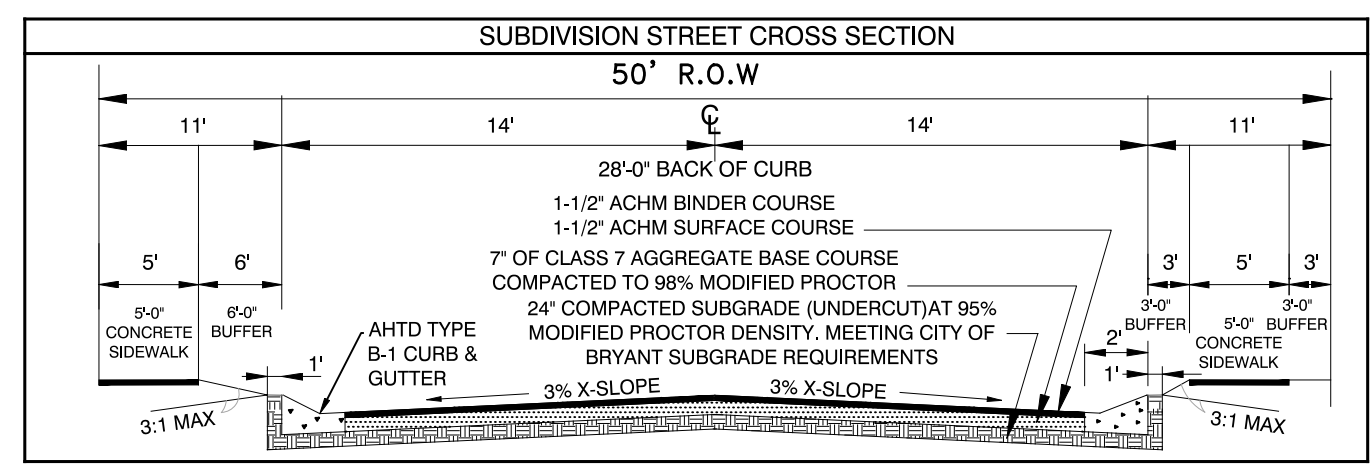 SUBDIVISION STREET CROSS SECTION
50' R.O.W
11'
14'
℄
14'
11'
28'-0" BACK OF CURB
1-1/2" ACHM BINDER COURSE
1-1/2" ACHM SURFACE COURSE
7" OF CLASS 7 AGGREGATE BASE COURSE
COMPACTED TO 98% MODIFIED PROCTOR
24" COMPACTED SUBGRADE (UNDERCUT)AT 95%
MODIFIED PROCTOR DENSITY. MEETING CITY OF
BRYANT SUBGRADE REQUIREMENTS
5'
6'
5'-0"
CONCRETE
SIDEWALK
6'-0"
BUFFER
1'
AHTD TYPE
B-1 CURB &
GUTTER
3% X-SLOPE
3% X-SLOPE
3:1 MAX
3'
5'
3'
3'-0"
BUFFER
5'-0"
CONCRETE
SIDEWALK
3'-0"
BUFFER
2'
1'
3:1 MAX